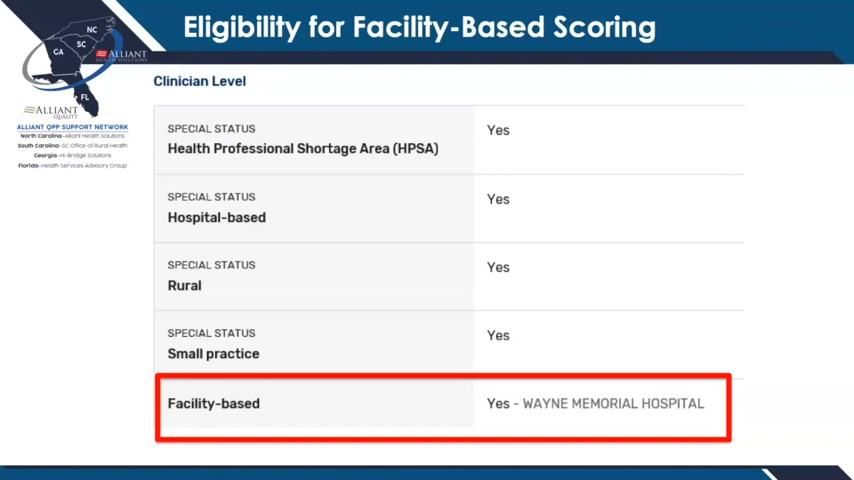 Eligibility for Facility-Based Scoring
NC
SC
GA
ALLIANT
HEALTH SOLUTIONS
FL
ALLIANT
QUALITY
ALLIANT QPP SUPPORT NETWORK
North Carolina-Alliant Health Solutions
South Carolina-SC Office of Rural Health
Georgia-Hi-Bridge Solutions
Florida-Health Services Advisory Group
Clinician Level
SPECIAL STATUS
Health Professional Shortage Area (HPSA)
Yes
SPECIAL STATUS
Hospital-based
Yes
SPECIAL STATUS
Rural
Yes
SPECIAL STATUS
Small practice
Yes
Facility-based
Yes - WAYNE MEMORIAL HOSPITAL